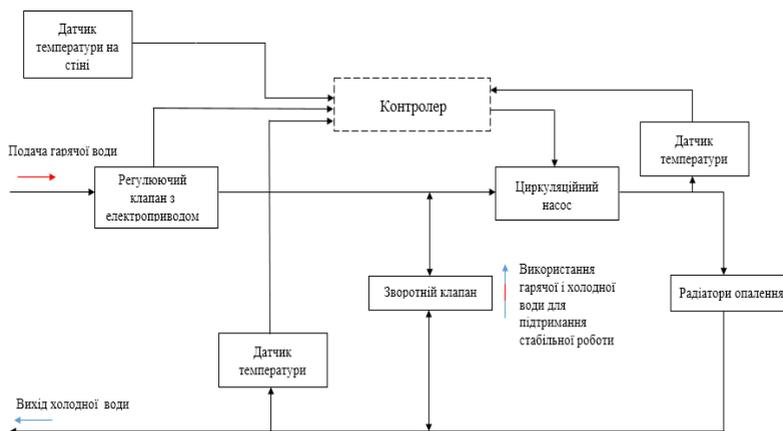 Датчик
температури на
стіні
Контролер
Подача гарячої води
Датчик
температури
Регулюючий
клапан з
електроприводом
Циркуляційний
насос
Зворотній клапан
Використання
гарячої і холодної
води для
підтримання
стабільної роботи
Радіатори опалення
Датчик
температури
Вихід холодної води